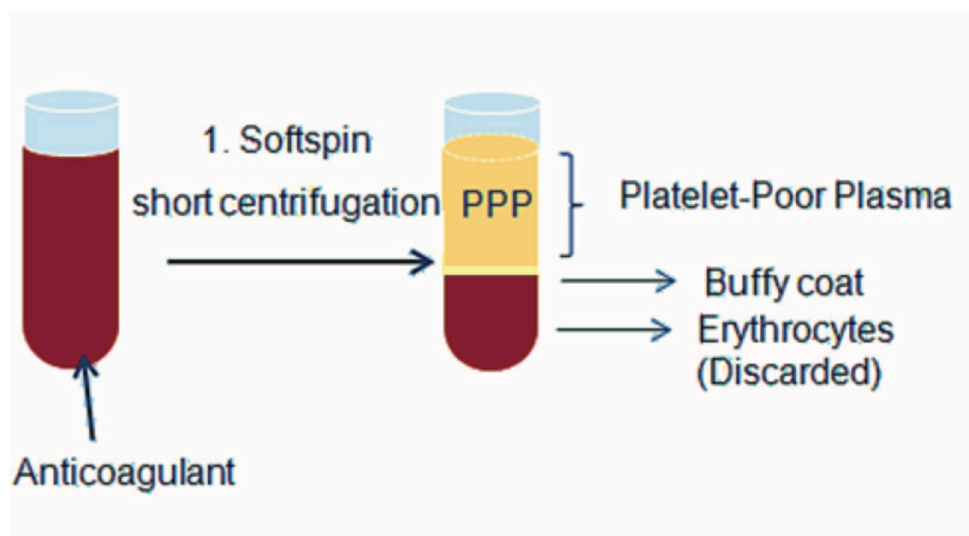 1. Softspin
short centrifugation
PPP
Platelet-Poor Plasma
Buffy coat
Erythrocytes
(Discarded)
Anticoagulant